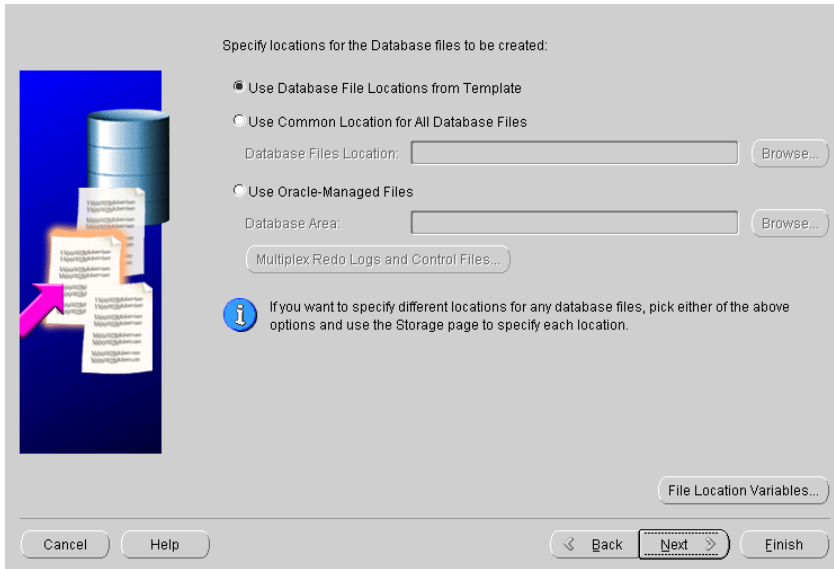 Specify locations for the Database files to be created:
Use Database File Locations from Template
Use Common Location for All Database Files
Database Files Location:
Browse...
Use Oracle-Managed Files
Database Area:
Browse...
Multiplex Redo Logs and Control Files...
If you want to specify different locations for any database files, pick either of the above
options and use the Storage page to specify each location.
File Location Variables...
Cancel
Help
Back
Next
Finish